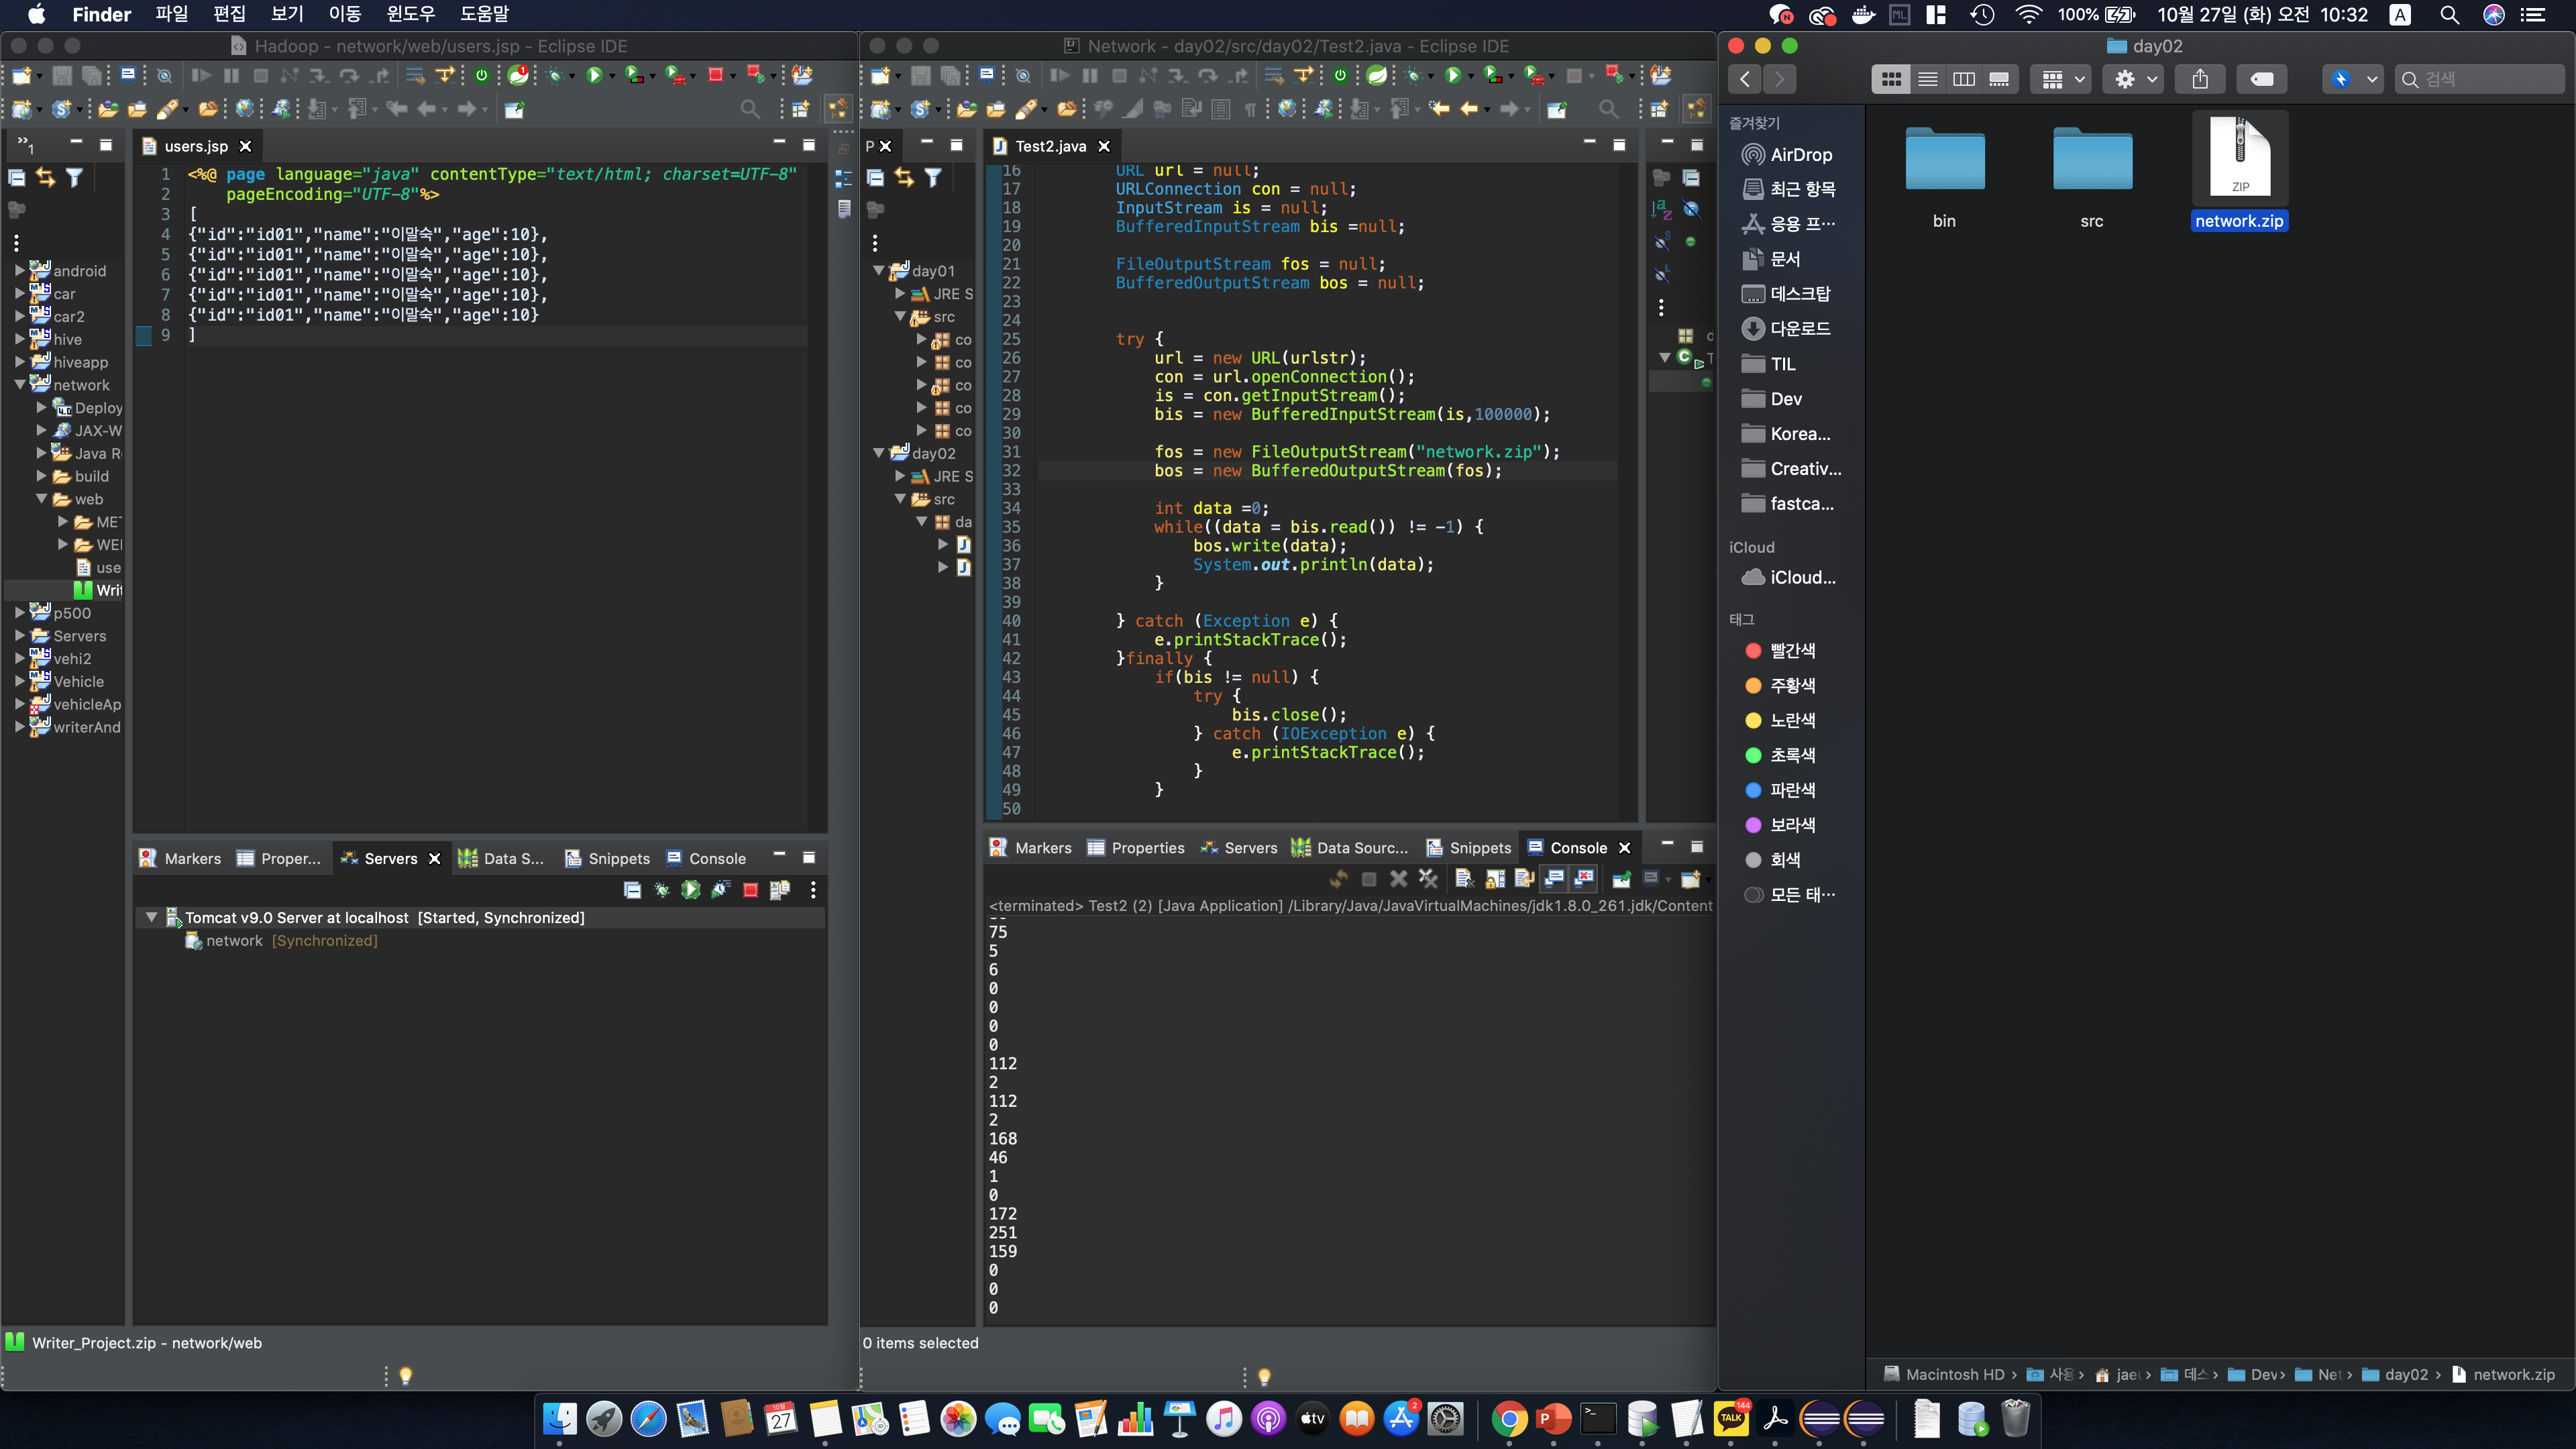 Finder 파일 편집 보기 이동 윈도우 도움말
100% 10월 27일 (화) 오전 10:32 A
Hadoop - network/web/users.jsp - Eclipse IDE
users.jsp
1 <%@ page language="java" contentType="text/html; charset=UTF-8"
2 pageEncoding="UTF-8"%>
3 [
4 {"id":"id01","name":"이말숙","age":10},
5 {"id":"id01","name":"이말숙","age":10},
6 {"id":"id01","name":"이말숙","age":10},
7 {"id":"id01","name":"이말숙","age":10},
8 {"id":"id01","name":"이말숙","age":10}
9 ]
android
car
car2
hive
hiveapp
network
Deploy
JAX-W
Java R
build
web
MET
WEI
use
Writ
p500
Servers
vehi2
Vehicle
vehicleAp
writerAnd
Markers Proper... Servers Data S... Snippets Console
Tomcat v9.0 Server at localhost [Started, Synchronized]
network [Synchronized]
Writer_Project.zip - network/web
Network - day02/src/day02/Test2.java - Eclipse IDE
P
Test2.java
day01
JRE S
src
co
co
co
co
co
day02
JRE S
src
da
16 URL url = null;
17 URLConnection con = null;
18 InputStream is = null;
19 BufferedInputStream bis =null;
20
21 FileOutputStream fos = null;
22 BufferedOutputStream bos = null;
23
24
25 try {
26 url = new URL(urlstr);
27 con = url.openConnection();
28 is = con.getInputStream();
29 bis = new BufferedInputStream(is,100000);
30
31 fos = new FileOutputStream("network.zip");
32 bos = new BufferedOutputStream(fos);
33
34 int data =0;
35 while((data = bis.read()) != -1) {
36 bos.write(data);
37 System.out.println(data);
38 }
39
40 } catch (Exception e) {
41 e.printStackTrace();
42 }finally {
43 if(bis != null) {
44 try {
45 bis.close();
46 } catch (IOException e) {
47 e.printStackTrace();
48 }
49 }
50
Markers Properties Servers Data Sourc... Snippets Console
<terminated> Test2 (2) [Java Application] /Library/Java/JavaVirtualMachines/jdk1.8.0_261.jdk/Content
75
5
6
0
0
0
0
112
2
112
2
168
46
1
0
172
251
159
0
0
0
0 items selected
day02
검색
즐겨찾기
AirDrop
최근 항목
응용 프…
문서
데스크탑
다운로드
TIL
Dev
Korea...
Creativ...
fastca...
iCloud
iCloud...
태그
빨간색
주황색
노란색
초록색
파란색
보라색
회색
모든 태…
bin
src
ZIP
network.zip
Macintosh HD › 사용 › jaeu › 데스 › Dev › Net › day02 › network.zip
10월
27
tv
2
P
TALK
144